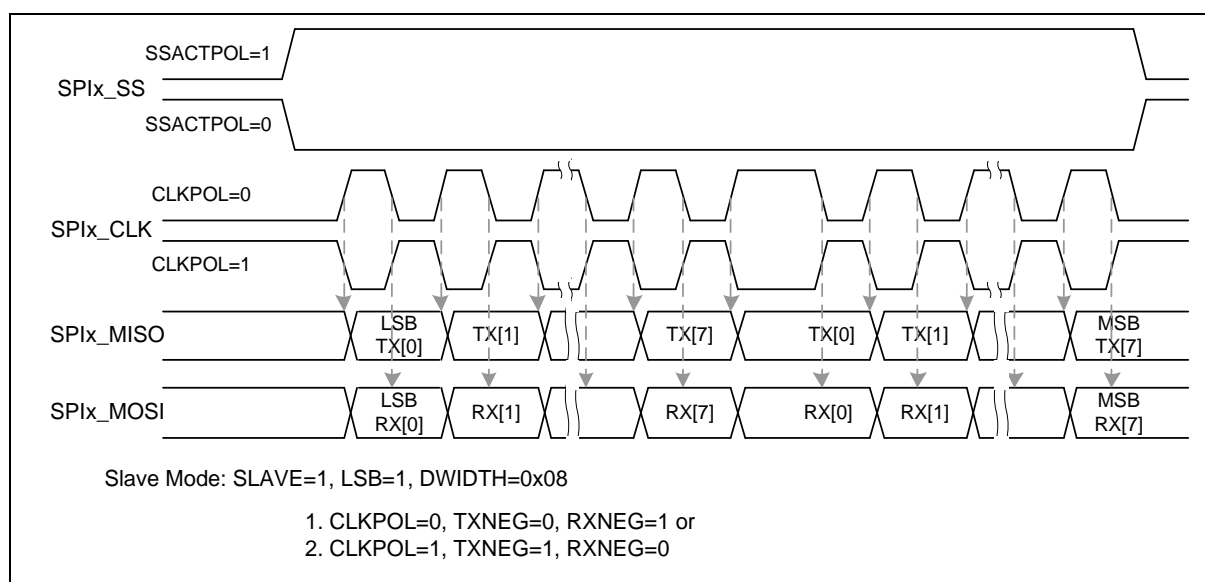 SSACTPOL=1
SPIx_SS
SSACTPOL=0
CLKPOL=0
SPIx_CLK
CLKPOL=1
SPIx_MISO
LSB
TX[0]
TX[1]
TX[7]
TX[0]
TX[1]
MSB
TX[7]
SPIx_MOSI
LSB
RX[0]
RX[1]
RX[7]
RX[0]
RX[1]
MSB
RX[7]
Slave Mode: SLAVE=1, LSB=1, DWIDTH=0x08
1. CLKPOL=0, TXNEG=0, RXNEG=1 or
2. CLKPOL=1, TXNEG=1, RXNEG=0